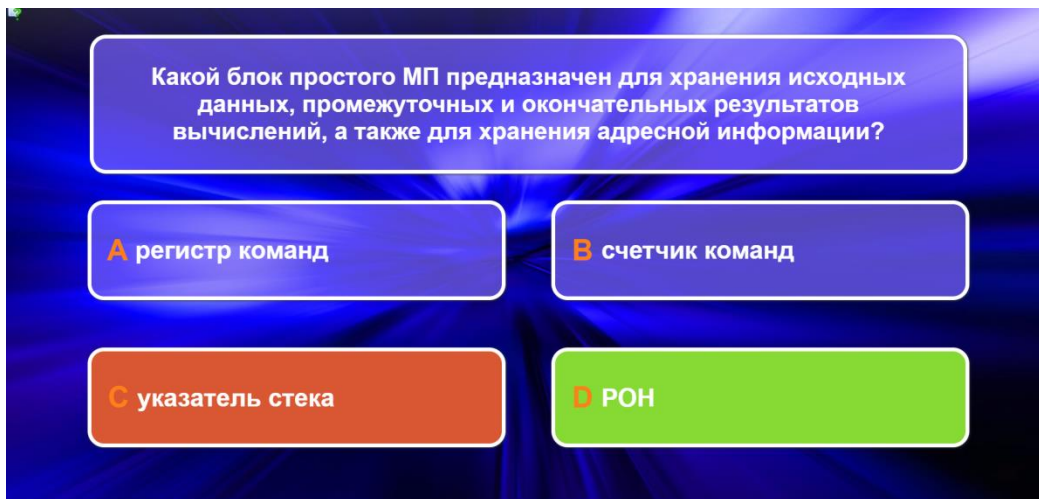 Какой блок простого МП предназначен для хранения исходных
данных, промежуточных и окончательных результатов
вычислений, а также для хранения адресной информации?
A регистр команд
B счетчик команд
C указатель стека
D РОН